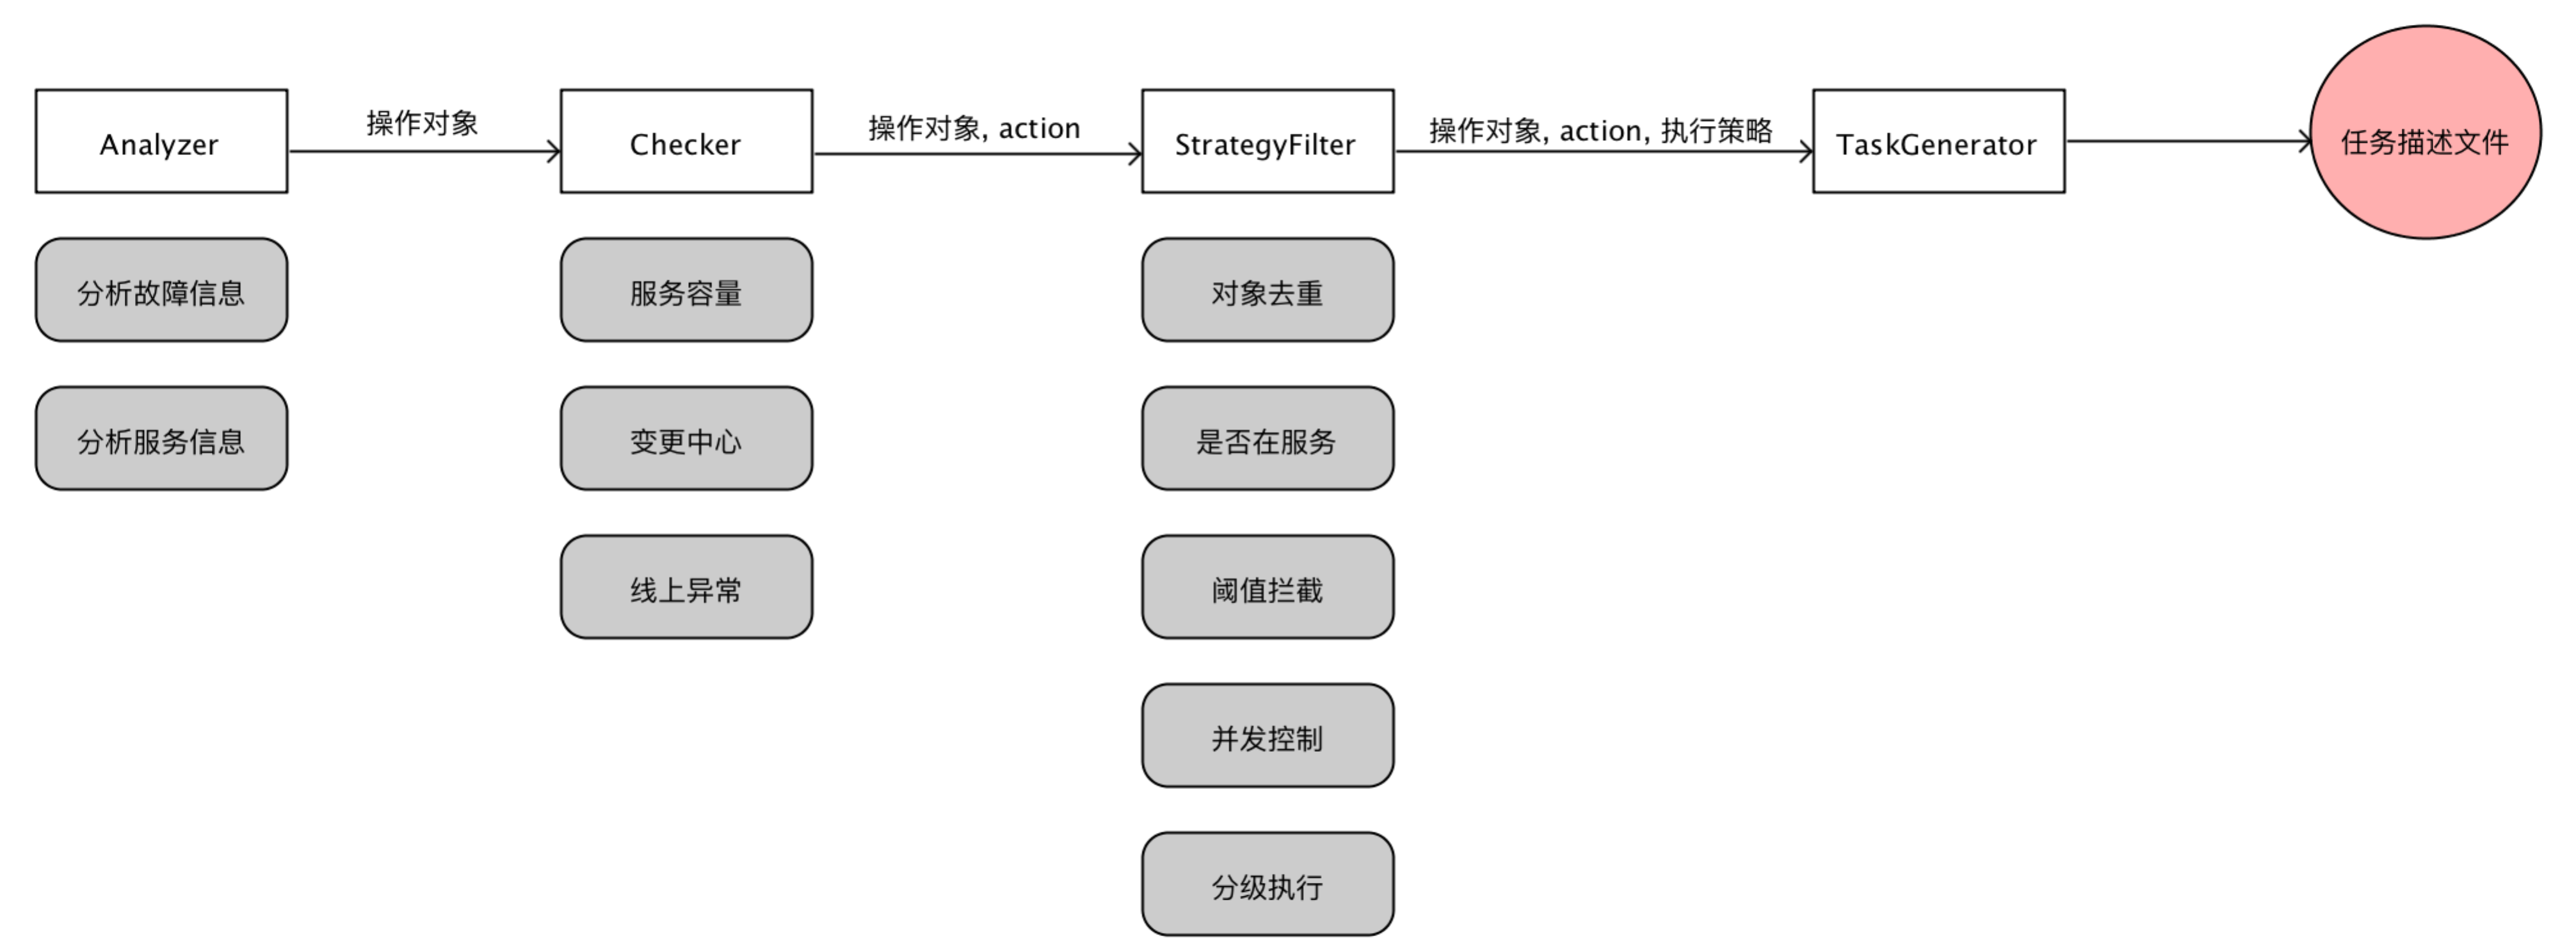 Analyzer
操作对象
Checker
操作对象, action
StrategyFilter
操作对象, action, 执行策略
TaskGenerator
任务描述文件
分析故障信息
服务容量
对象去重
分析服务信息
变更中心
是否在服务
线上异常
阈值拦截
并发控制
分级执行